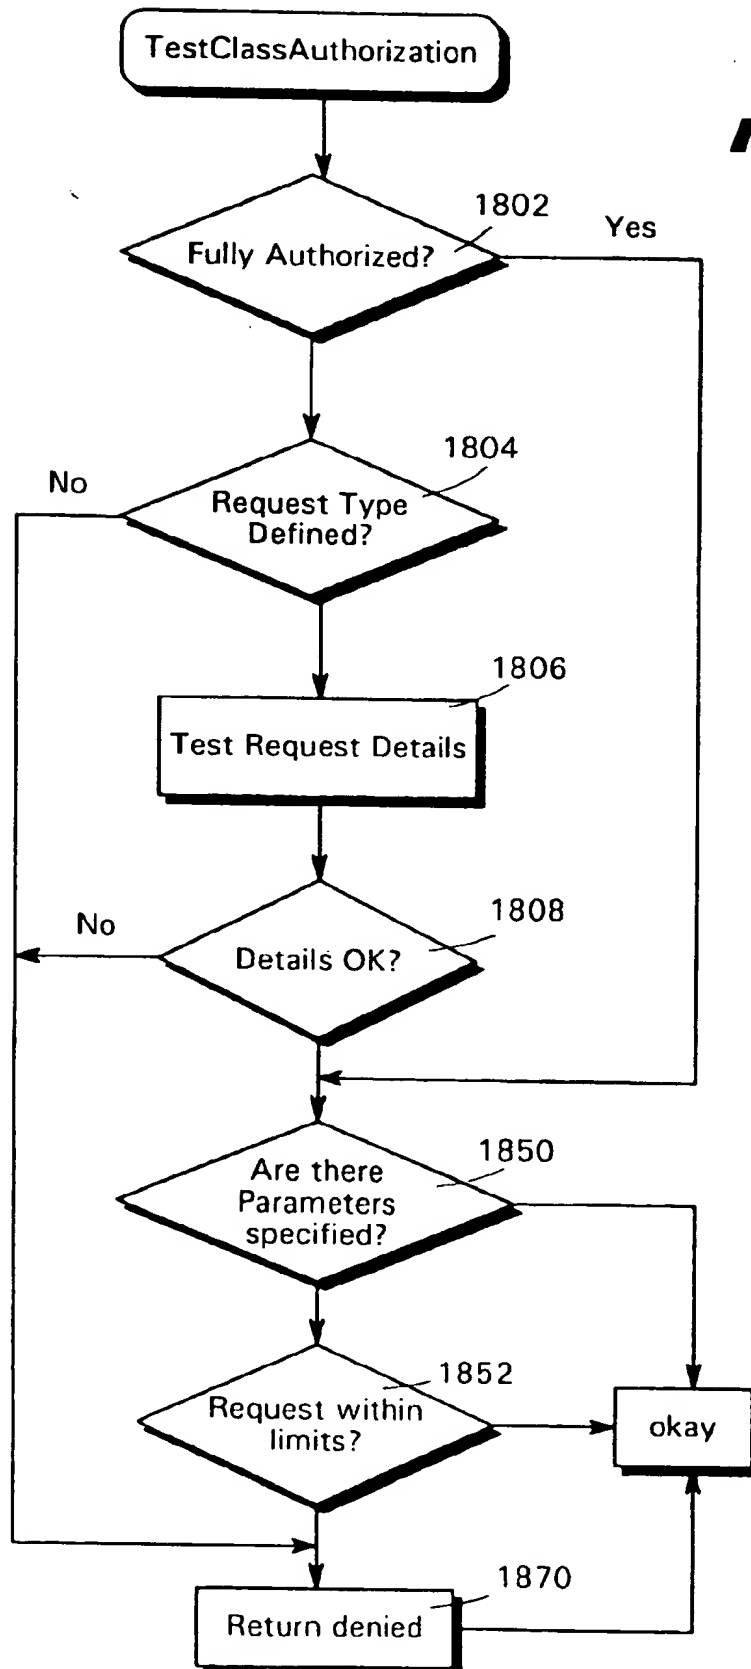 TestClassAuthorization
1802
Yes
Fully Authorized?
1804
No
Request Type
Defined?
1806
Test Request Details
1808
No
Details OK?
1850
Are there
Parameters
specified?
1852
Request within
limits?
okay
1870
Return denied